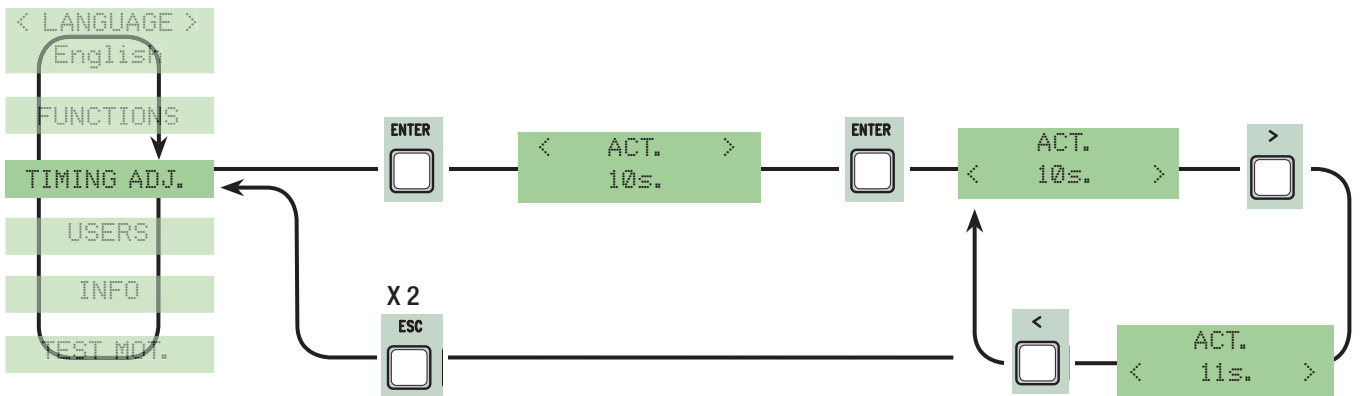 < LANGUAGE >
English
FUNCTIONS
TIMING ADJ.
USERS
INFO
TEST MOT.
ENTER
< ACT. >
10s.
ENTER
ACT.
< 10s. >
>
X 2
ESC
<
ACT.
< 11s. >